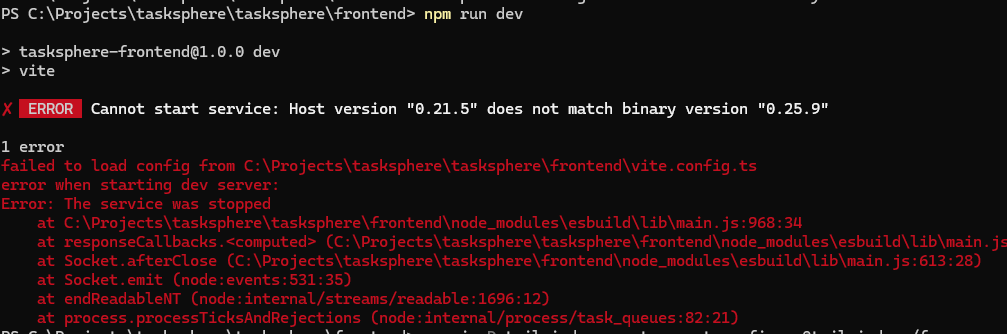 PS C:\Projects\tasksphere\tasksphere\frontend> npm run dev
> tasksphere-frontend@1.0.0 dev
> vite
✗ ERROR Cannot start service: Host version "0.21.5" does not match binary version "0.25.9"
1 error
failed to load config from C:\Projects\tasksphere\tasksphere\frontend\vite.config.ts
error when starting dev server:
Error: The service was stopped
at C:\Projects\tasksphere\tasksphere\frontend\node_modules\esbuild\lib\main.js:968:34
at responseCallbacks.<computed> (C:\Projects\tasksphere\tasksphere\frontend\node_modules\esbuild\lib\main.js
at Socket.afterClose (C:\Projects\tasksphere\tasksphere\frontend\node_modules\esbuild\lib\main.js:613:28)
at Socket.emit (node:events:531:35)
at endReadableNT (node:internal/streams/readable:1696:12)
at process.processTicksAndRejections (node:internal/process/task_queues:82:21)